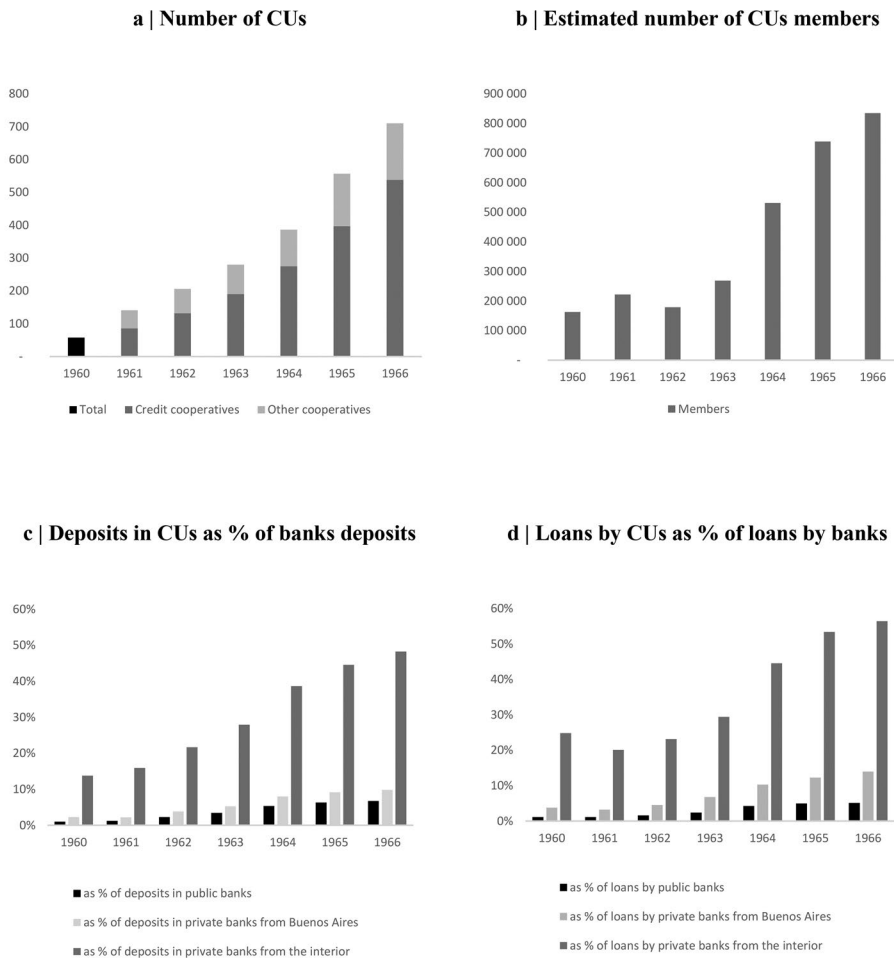 a | Number of CUs
800
700
600
500
400
300
200
100
-
1960 1961 1962 1963 1964 1965 1966
Total Credit cooperatives Other cooperatives
b | Estimated number of CUs members
900 000
800 000
700 000
600 000
500 000
400 000
300 000
200 000
100 000
-
1960 1961 1962 1963 1964 1965 1966
Members
c | Deposits in CUs as % of banks deposits
60%
50%
40%
30%
20%
10%
0%
1960 1961 1962 1963 1964 1965 1966
as % of deposits in public banks
as % of deposits in private banks from Buenos Aires
as % of deposits in private banks from the interior
d | Loans by CUs as % of loans by banks
60%
50%
40%
30%
20%
10%
0%
1960 1961 1962 1963 1964 1965 1966
as % of loans by public banks
as % of loans by private banks from Buenos Aires
as % of loans by private banks from the interior